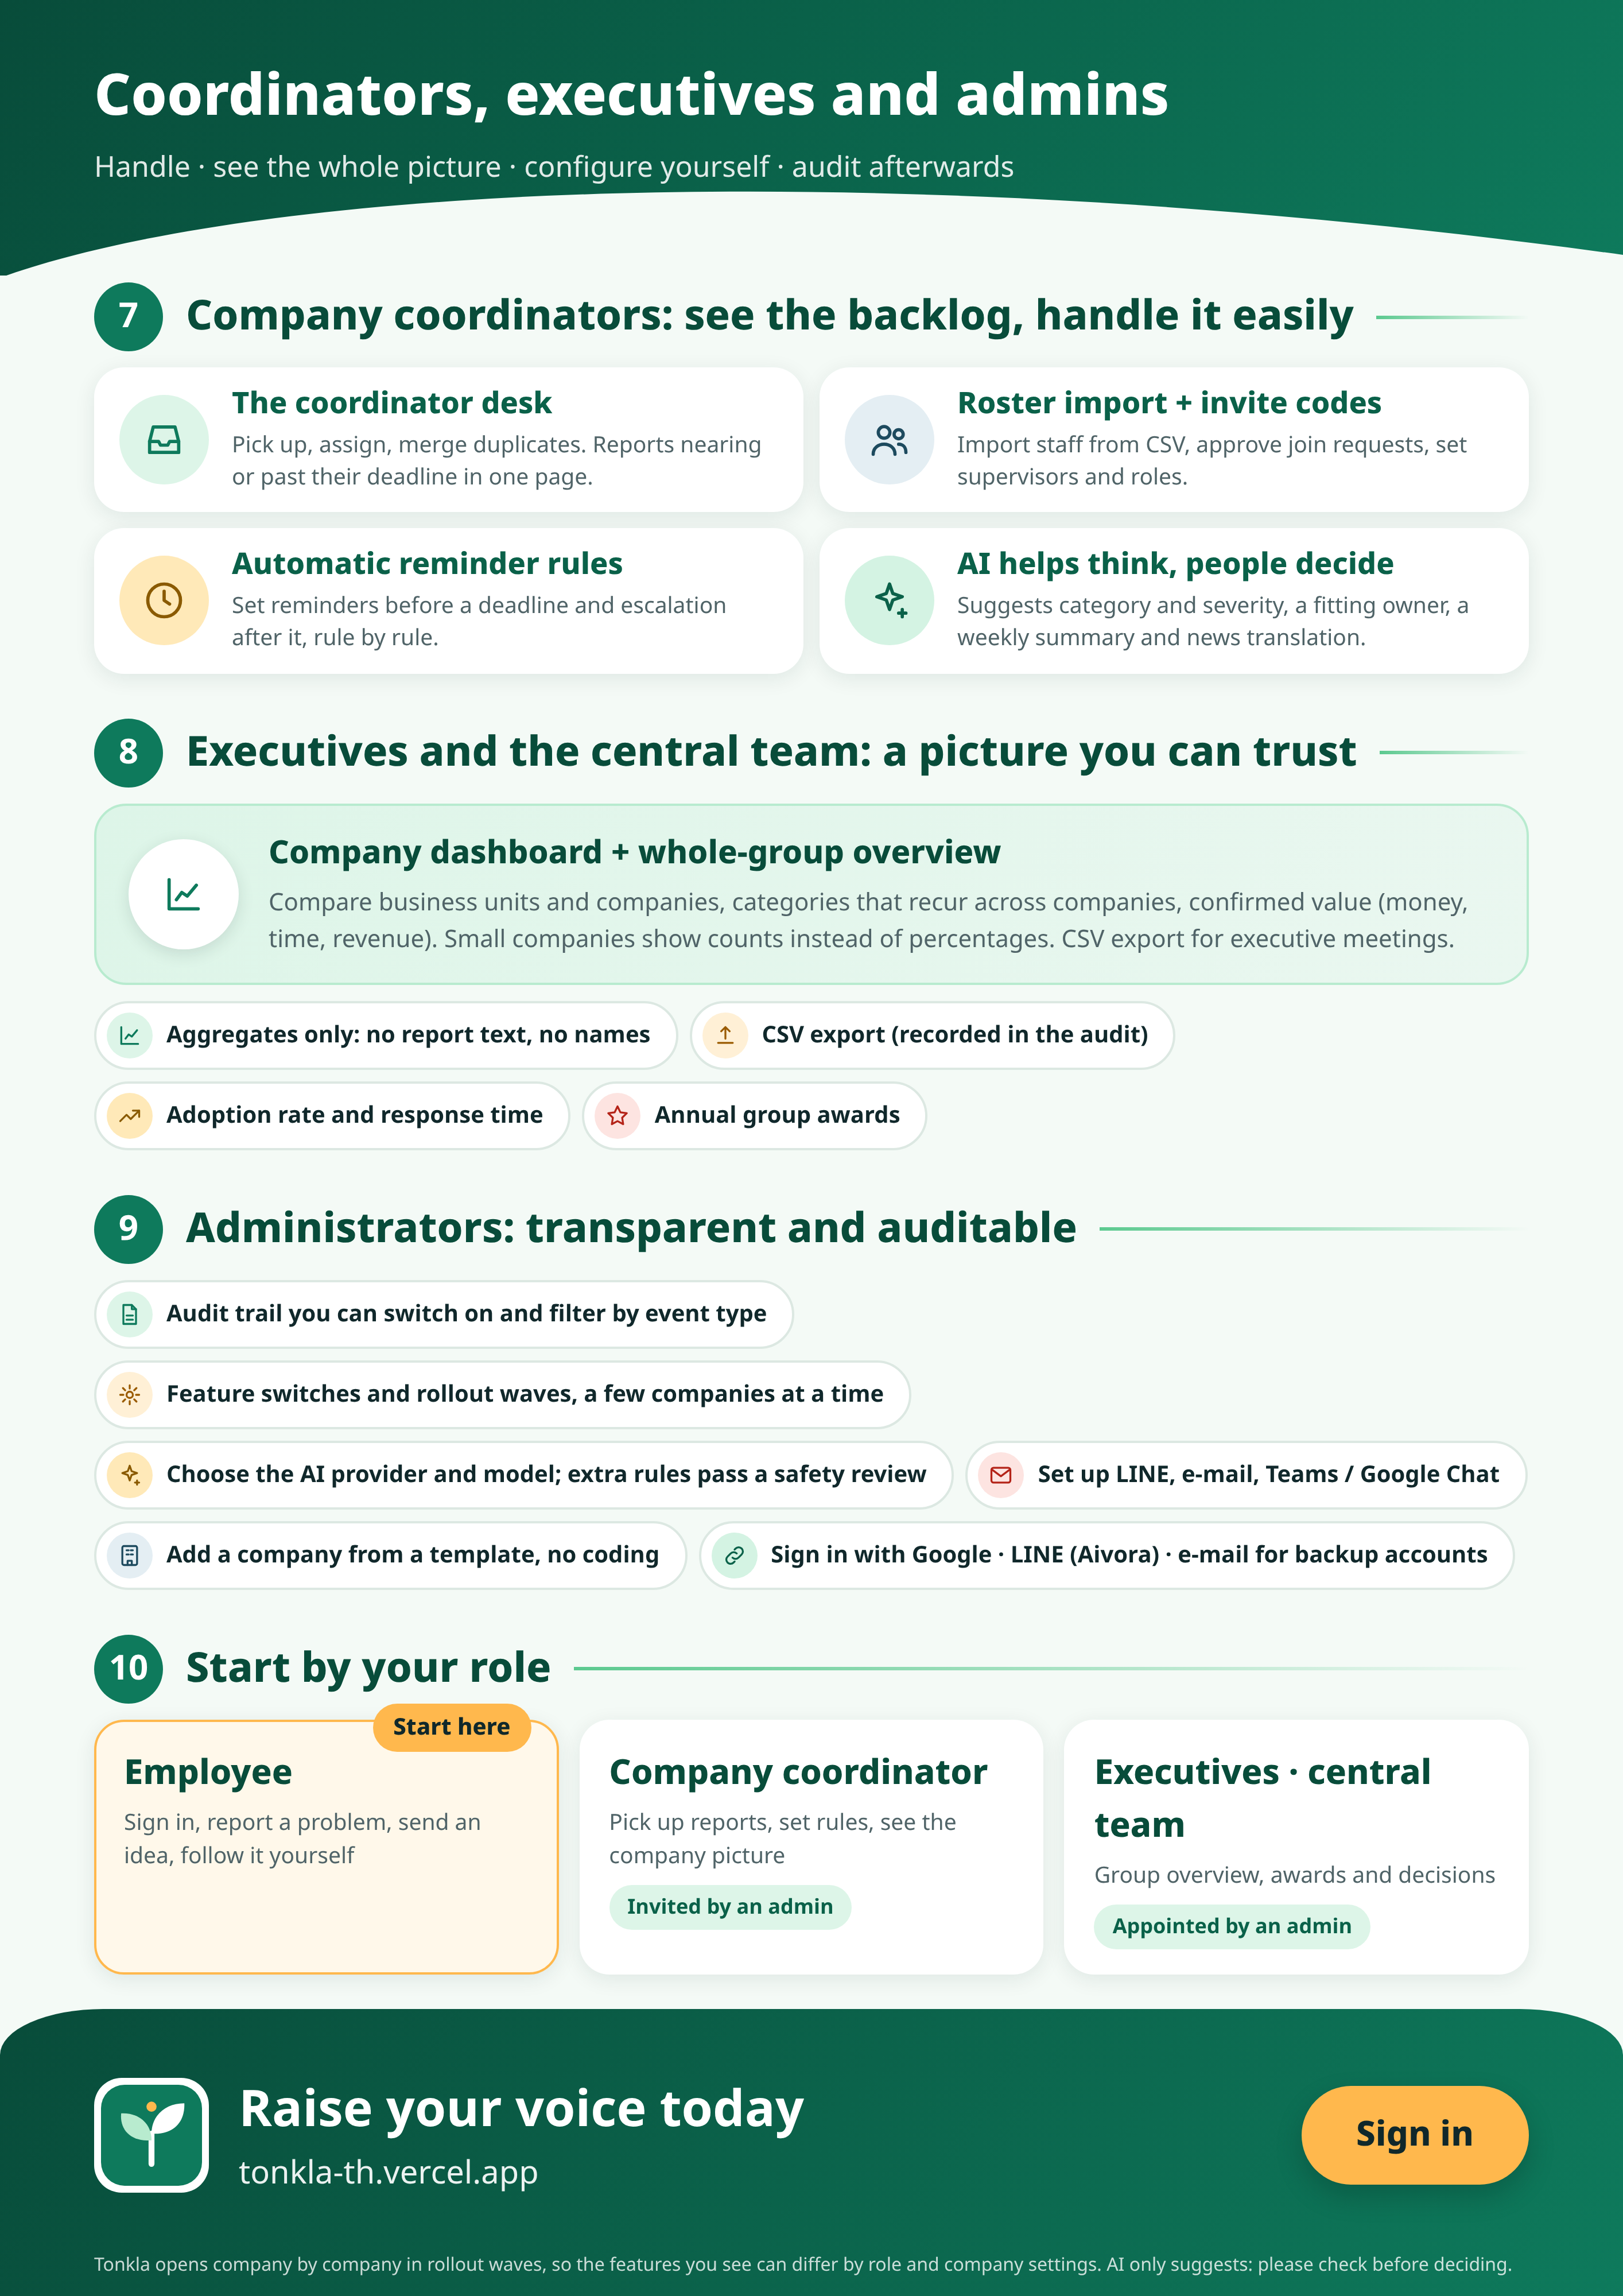 Coordinators, executives and admins
Handle · see the whole picture · configure yourself · audit afterwards
7
Company coordinators: see the backlog, handle it easily
The coordinator desk
Pick up, assign, merge duplicates. Reports nearing
or past their deadline in one page.
Roster import + invite codes
Import staff from CSV, approve join requests, set
supervisors and roles.
Automatic reminder rules
Set reminders before a deadline and escalation
after it, rule by rule.
AI helps think, people decide
Suggests category and severity, a fitting owner, a
weekly summary and news translation.
8
Executives and the central team: a picture you can trust
Company dashboard + whole-group overview
Compare business units and companies, categories that recur across companies, confirmed value (money,
time, revenue). Small companies show counts instead of percentages. CSV export for executive meetings.
Aggregates only: no report text, no names
CSV export (recorded in the audit)
Adoption rate and response time
Annual group awards
9
Administrators: transparent and auditable
Audit trail you can switch on and filter by event type
Feature switches and rollout waves, a few companies at a time
Choose the AI provider and model; extra rules pass a safety review
Set up LINE, e-mail, Teams / Google Chat
Add a company from a template, no coding
Sign in with Google · LINE (Aivora) · e-mail for backup accounts
10
Start by your role
Start here
Employee
Sign in, report a problem, send an
idea, follow it yourself
Company coordinator
Pick up reports, set rules, see the
company picture
Invited by an admin
Executives · central
team
Group overview, awards and decisions
Appointed by an admin
Raise your voice today
tonkla-th.vercel.app
Sign in
Tonkla opens company by company in rollout waves, so the features you see can differ by role and company settings. AI only suggests: please check before deciding.